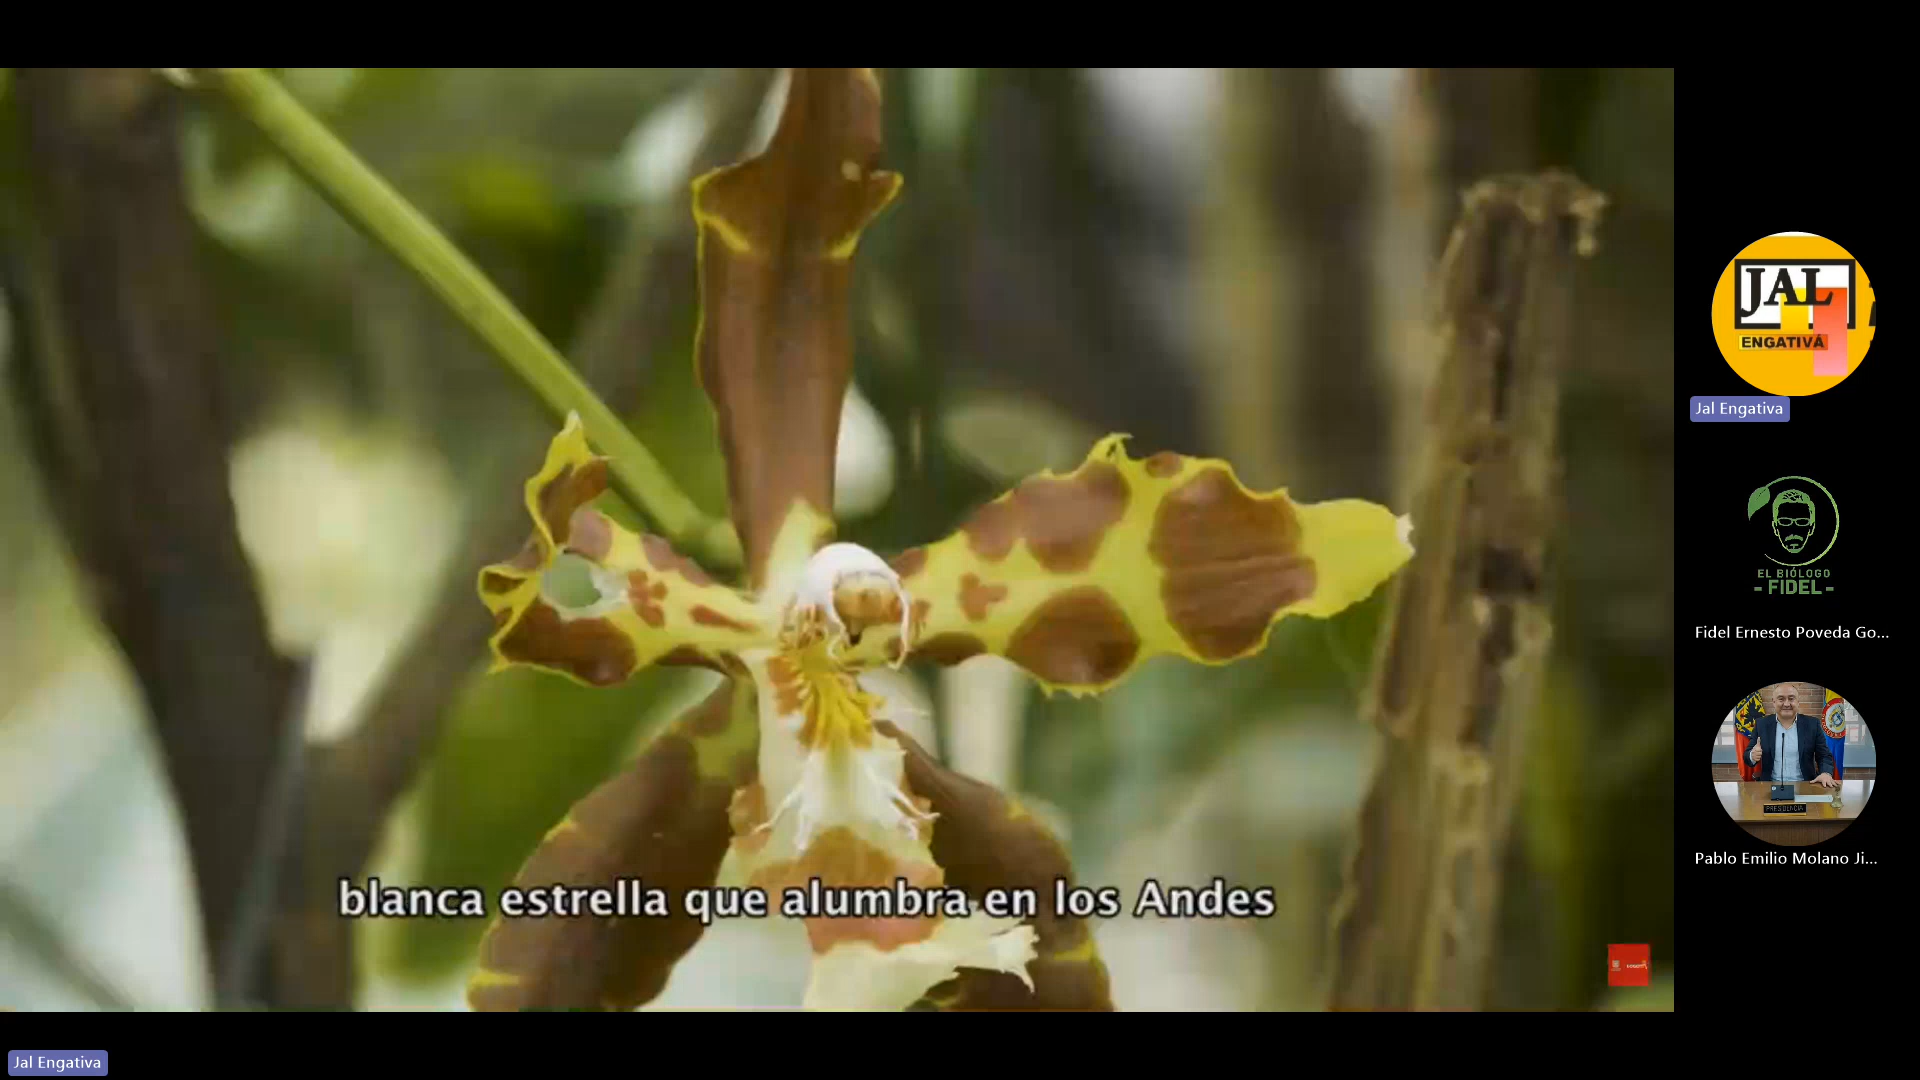 blanca estrella que alumbra en los Andes
JAL
ENGATIVÁ
Jal Engativa
EL BIÓLOGO
- FIDEL -
Fidel Ernesto Poveda Go...
PRESIDENCIA
Pablo Emilio Molano Ji...
Jal Engativa